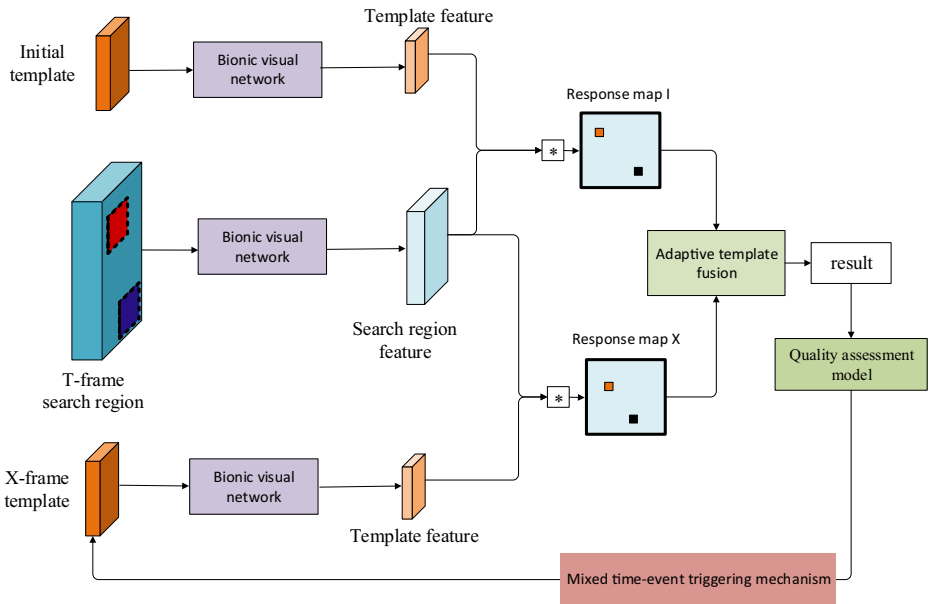 Template feature
Initial
template
Bionic visual
network
Response map I
*
T-frame
search region
Bionic visual
network
Search region
feature
Adaptive template
fusion
result
Quality assessment
model
Response map X
*
X-frame
template
Bionic visual
network
Template feature
Mixed time-event triggering mechanism